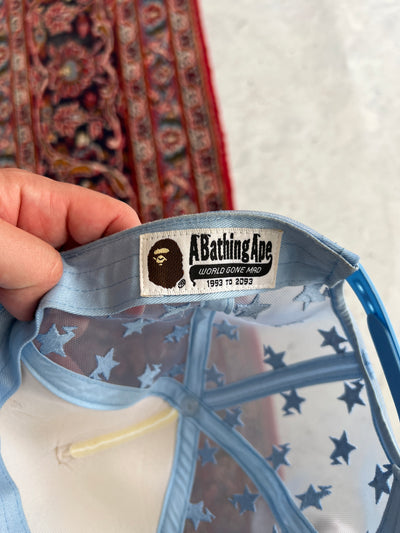 A Bathing Ape
WORLD GONE MAD
1993 TO 2093